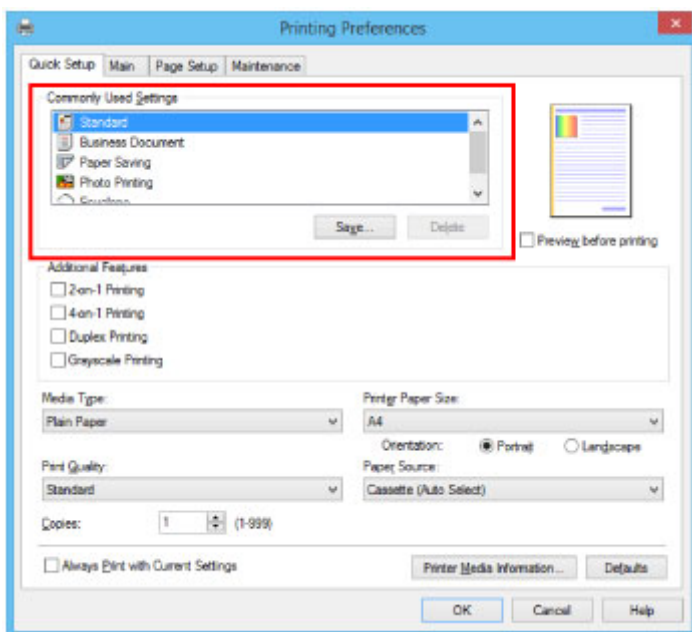 Printing Preferences
Quick Setup Main Page Setup Maintenance
Commonly Used Settings
Standard
Business Document
Paper Saving
Photo Printing
Envelope
Save... Delete
Preview before printing
Additional Features
2-on-1 Printing
4-on-1 Printing
Duplex Printing
Grayscale Printing
Media Type: Printer Paper Size:
Plain Paper A4
Orientation: Portrait Landscape
Print Quality: Paper Source:
Standard Cassette (Auto Select)
Copies: 1 (1-999)
Always Print with Current Settings Printer Media Information... Defaults
OK Cancel Help